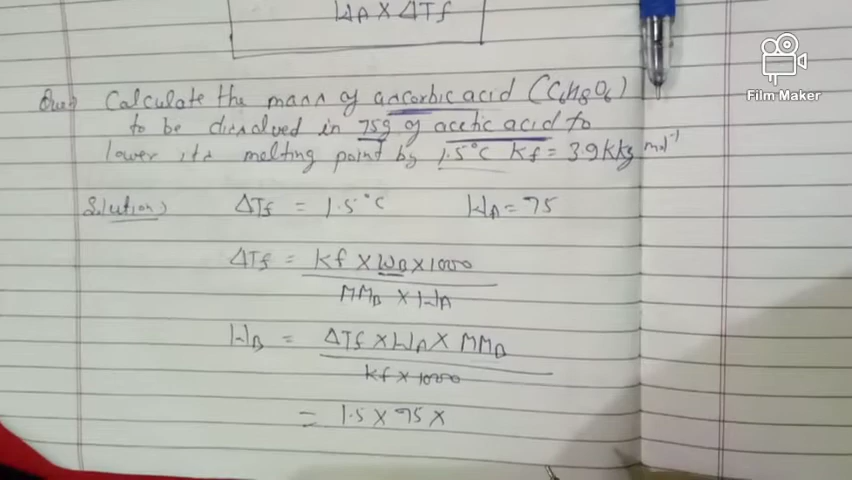 WA X ΔTf
Que) Calculate the mass of ascorbic acid (C6H8O6)
to be dissolved in 75g of acetic acid to
lower its melting point by 1.5°C Kf = 3.9 K kg mol⁻¹
Solution) ΔTf = 1.5°C WA = 75
ΔTf = Kf X WB X 1000
MMB X WA
WB = ΔTf X WA X MMB
Kf X 1000
= 1.5 X 75 X
Film Maker